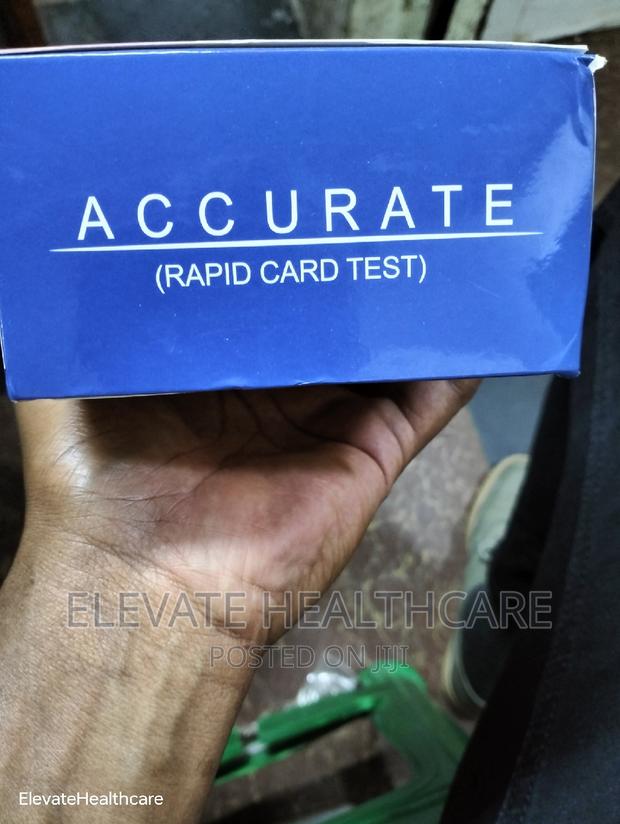 ACCURATE
(RAPID CARD TEST)
ELEVATE HEALTHCARE
POSTED ON JIJI
ElevateHealthcare